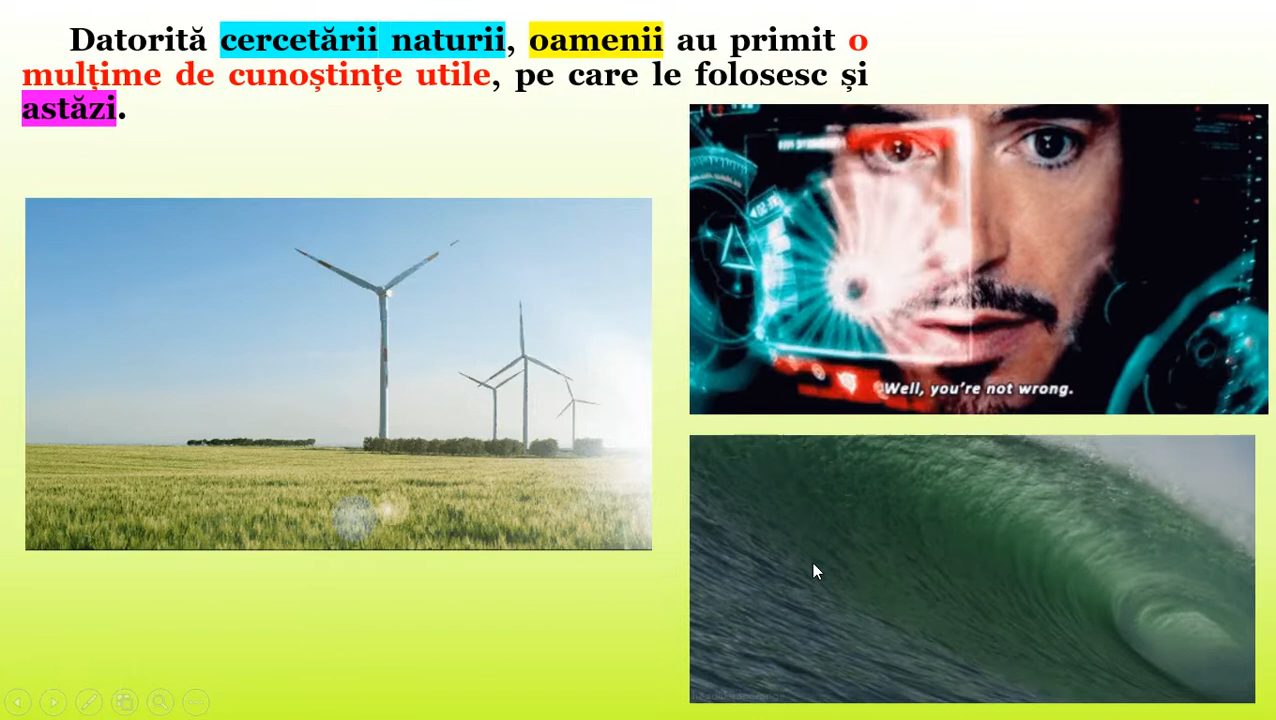 Datorită cercetării naturii, oamenii au primit o
mulțime de cunoștințe utile, pe care le folosesc și
astăzi.
Well, you're not wrong.